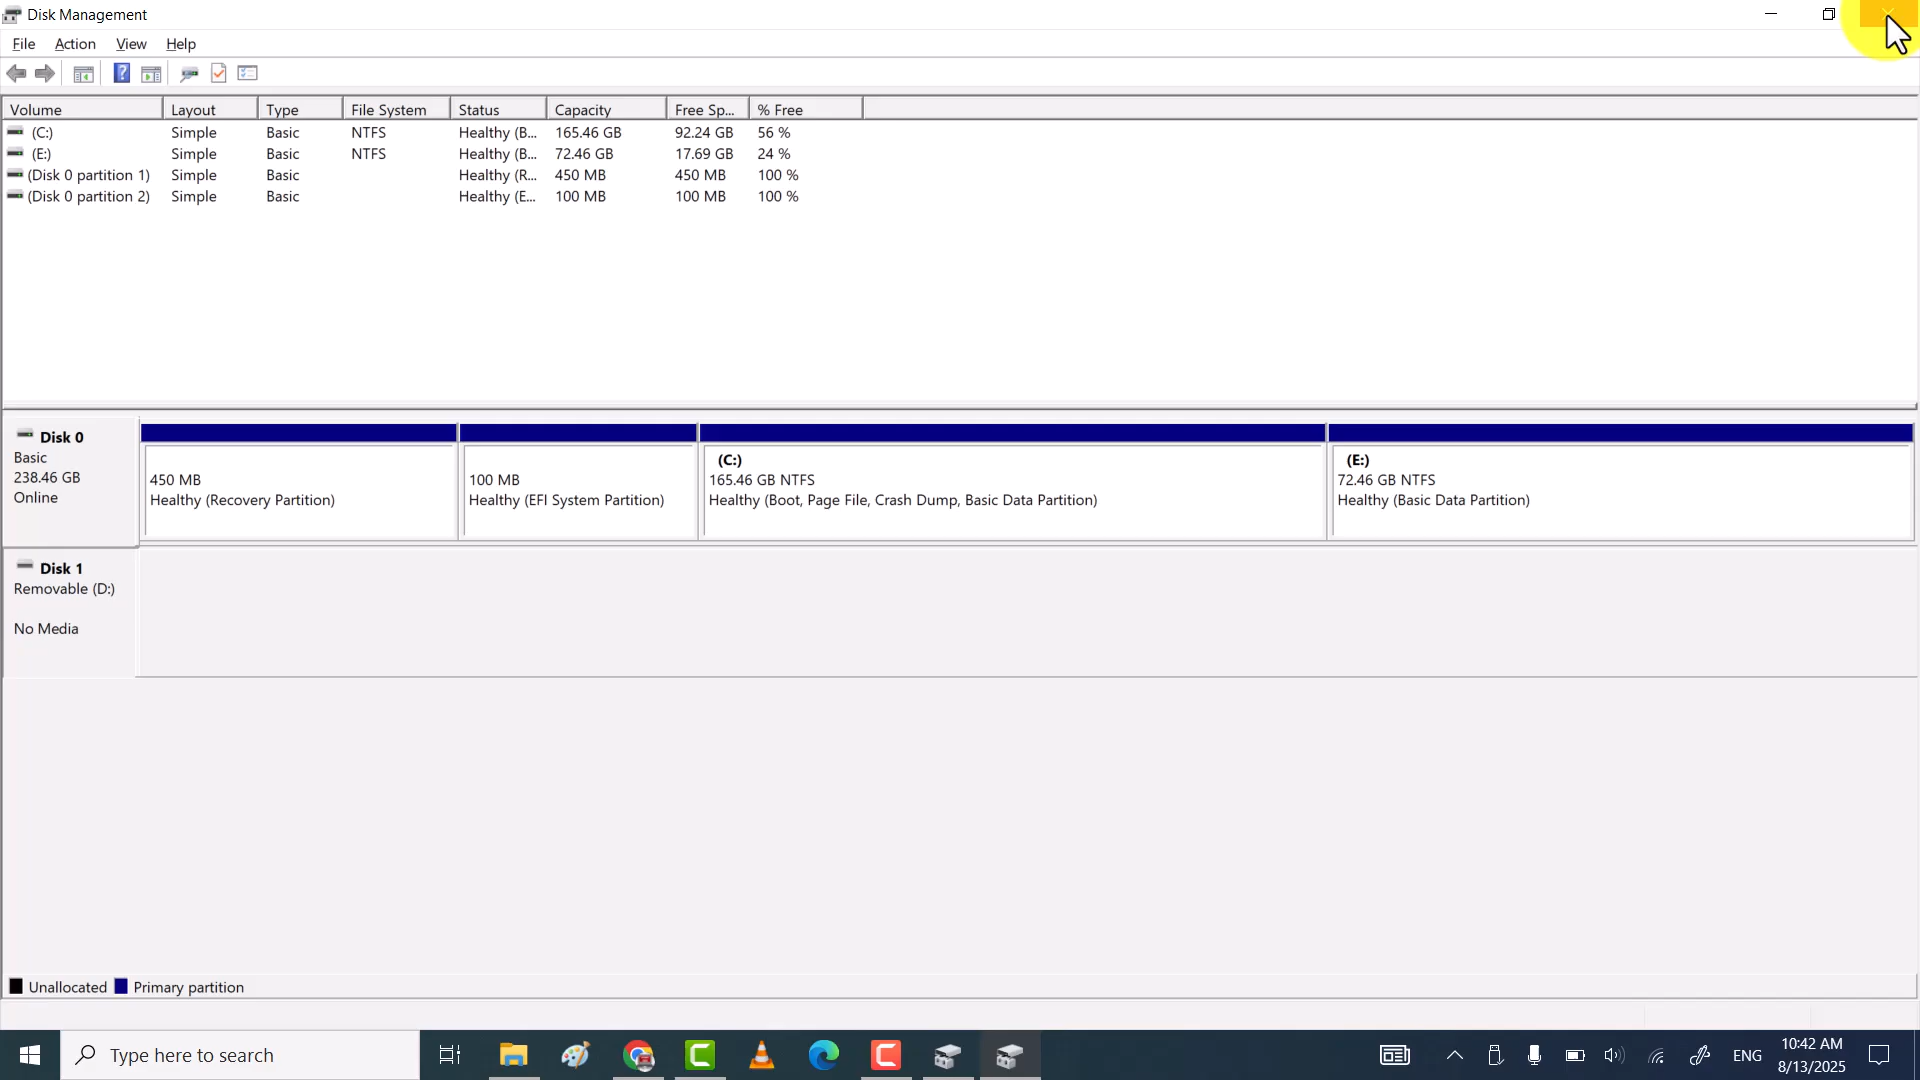 Disk Management
File Action View Help
Volume Layout Type File System Status Capacity Free Sp... % Free
(C:) Simple Basic NTFS Healthy (B... 165.46 GB 92.24 GB 56 %
(E:) Simple Basic NTFS Healthy (B... 72.46 GB 17.69 GB 24 %
(Disk 0 partition 1) Simple Basic Healthy (R... 450 MB 450 MB 100 %
(Disk 0 partition 2) Simple Basic Healthy (E... 100 MB 100 MB 100 %
Disk 0
Basic
238.46 GB
Online
450 MB
Healthy (Recovery Partition)
100 MB
Healthy (EFI System Partition)
(C:)
165.46 GB NTFS
Healthy (Boot, Page File, Crash Dump, Basic Data Partition)
(E:)
72.46 GB NTFS
Healthy (Basic Data Partition)
Disk 1
Removable (D:)
No Media
Unallocated Primary partition
Type here to search
ENG
10:42 AM
8/13/2025